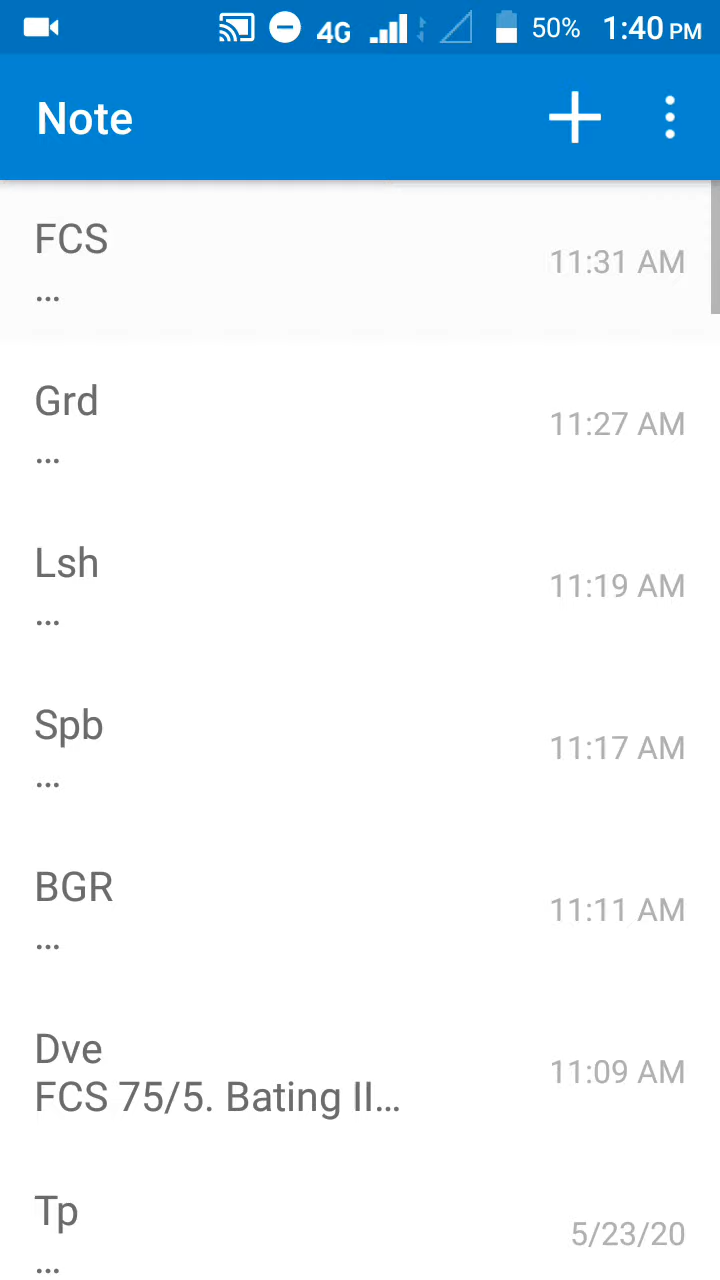 4G 50% 1:40 PM
Note
FCS
...
11:31 AM
Grd
...
11:27 AM
Lsh
...
11:19 AM
Spb
...
11:17 AM
BGR
...
11:11 AM
Dve
FCS 75/5. Bating II...
11:09 AM
Tp
...
5/23/20